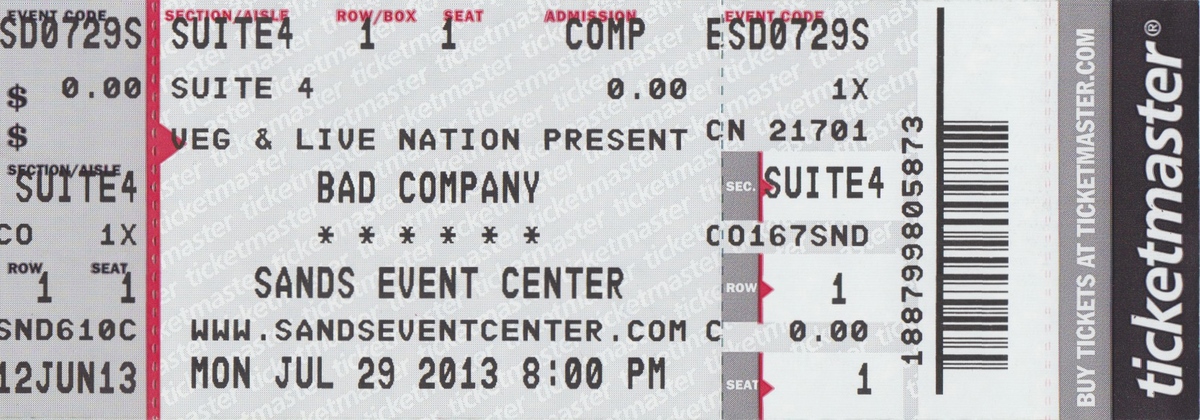 EVENT CODE
SD0729S
$ 0.00
$
SECTION/AISLE
SUITE4
CO 1X
ROW SEAT
1 1
SND610C
12JUN13
SECTION/AISLE ROW/BOX SEAT ADMISSION
SUITE4 1 1 COMP
SUITE 4 0.00
VEG & LIVE NATION PRESENT
BAD COMPANY
* * * * * *
SANDS EVENT CENTER
WWW.SANDSEVENTCENTER.COM
MON JUL 29 2013 8:00 PM
EVENT CODE
ESD0729S
1X
CN 21701
SEC. SUITE4
CO167SND
ROW 1
C 0.00
SEAT 1
188799805873
BUY TICKETS AT TICKETMASTER.COM
ticketmaster®